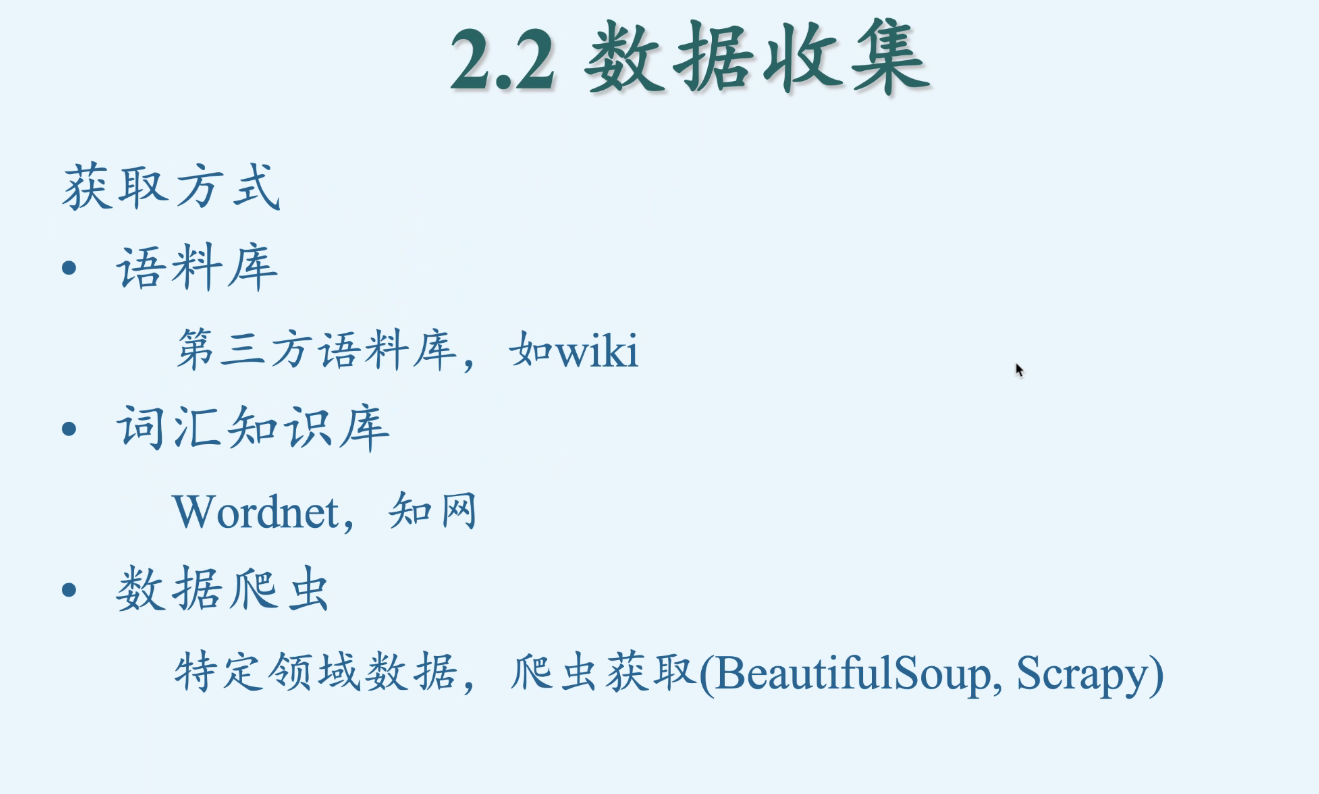 2.2 数据收集
获取方式
• 语料库
第三方语料库，如wiki
• 词汇知识库
Wordnet，知网
• 数据爬虫
特定领域数据，爬虫获取(BeautifulSoup, Scrapy)